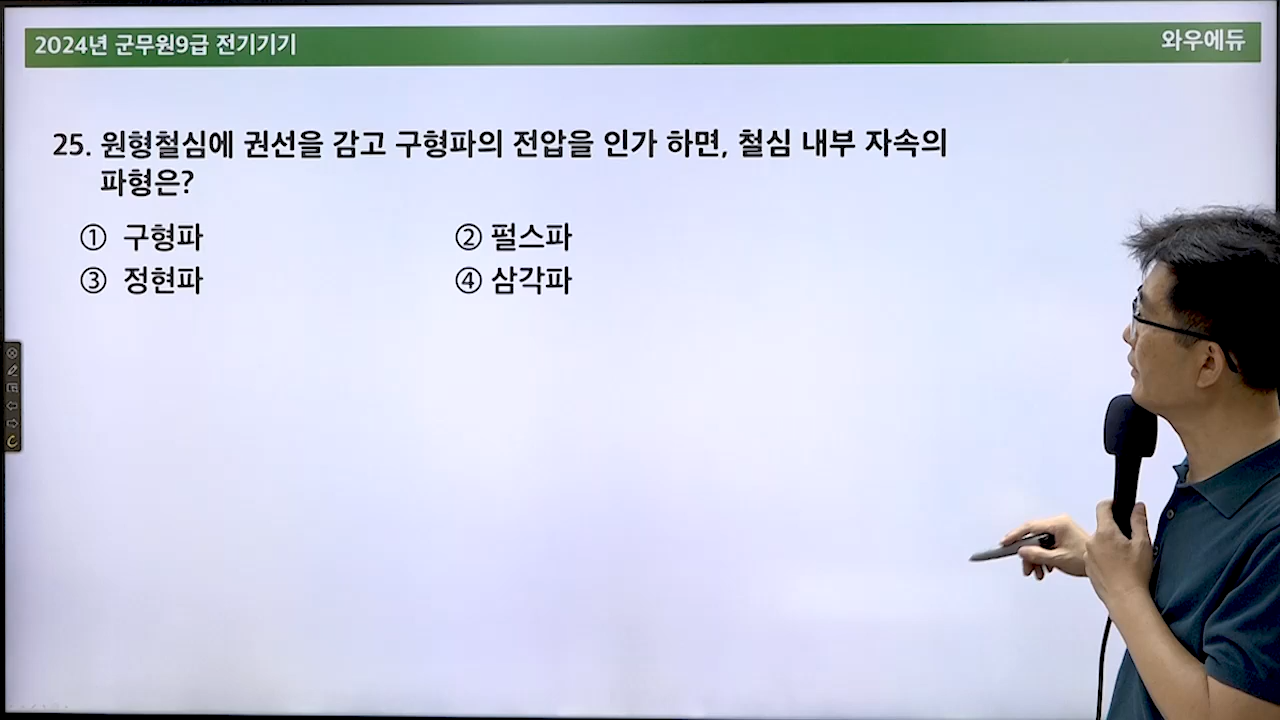 2024년 군무원9급 전기기기
와우에듀
25. 원형철심에 권선을 감고 구형파의 전압을 인가 하면, 철심 내부 자속의
파형은?
① 구형파
② 펄스파
③ 정현파
④ 삼각파